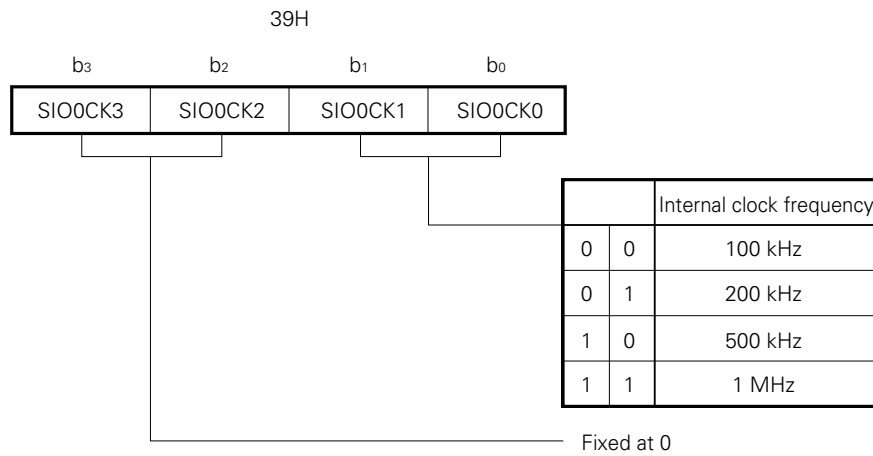 39H
b3 b2 b1 b0
SIO0CK3 SIO0CK2 SIO0CK1 SIO0CK0
Internal clock frequency
0 0 100 kHz
0 1 200 kHz
1 0 500 kHz
1 1 1 MHz
Fixed at 0